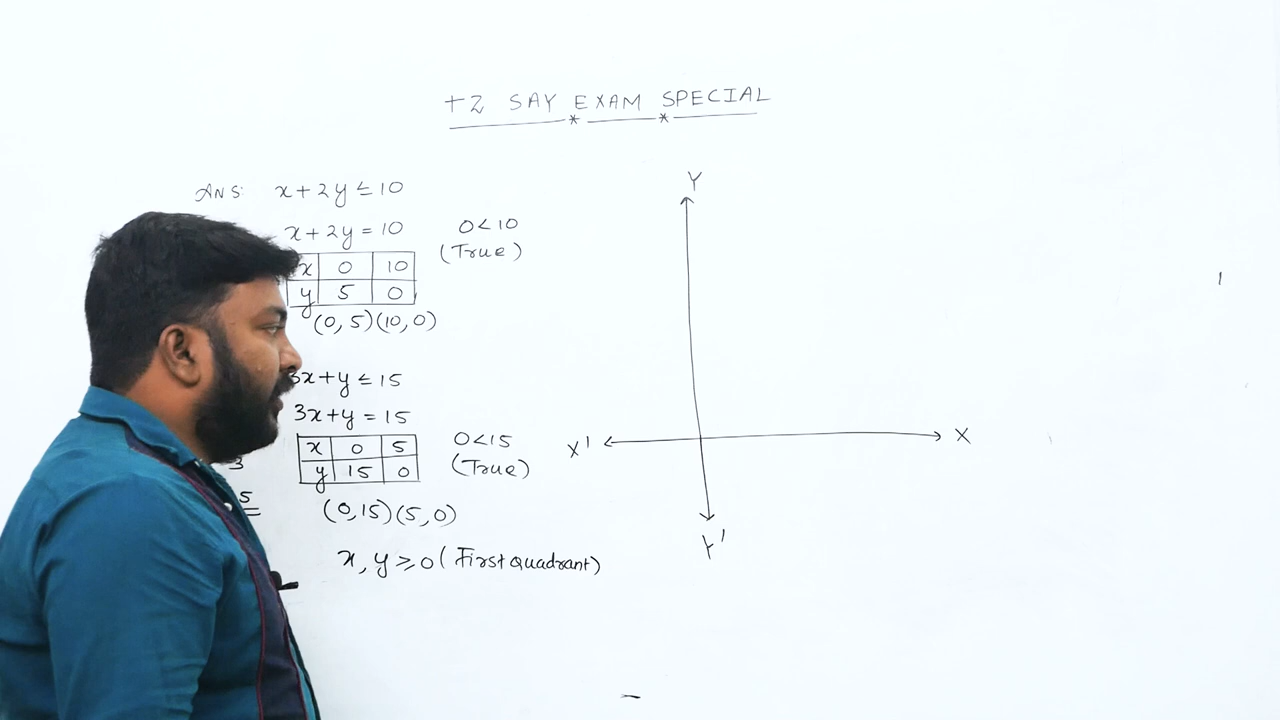 +2 SAY EXAM SPECIAL
ANS: x+2y ≤ 10
x+2y = 10
0<10
(True)
x 0 10
y 5 0
(0, 5)(10, 0)
3x+y ≤ 15
3x+y = 15
0<15
(True)
x 0 5
y 15 0
3
5
(0,15)(5,0)
x, y ≥ 0 (First Quadrant)
Y
X'
X
Y'